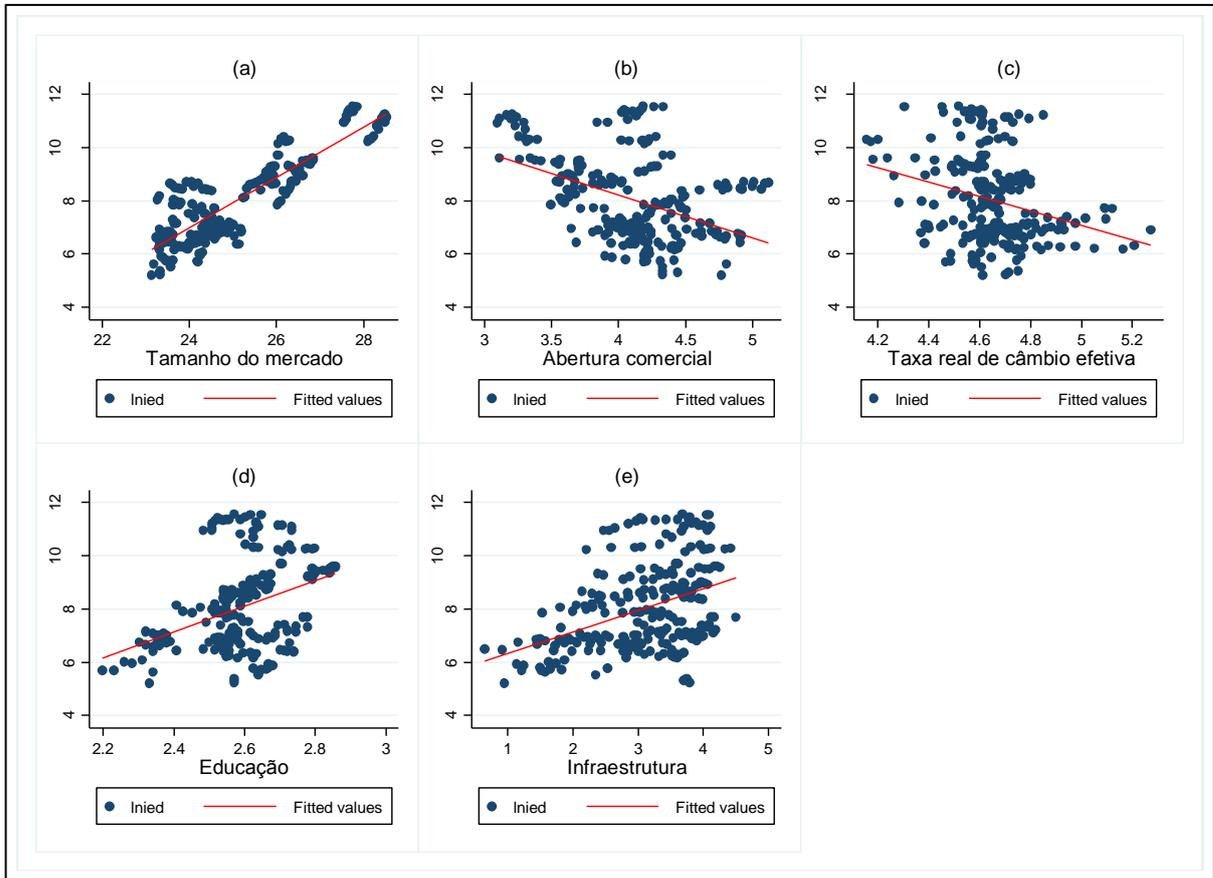 (a)
12
10
8
6
4
22 24 26 28
Tamanho do mercado
lnied Fitted values
(b)
12
10
8
6
4
3 3.5 4 4.5 5
Abertura comercial
lnied Fitted values
(c)
12
10
8
6
4
4.2 4.4 4.6 4.8 5 5.2
Taxa real de câmbio efetiva
lnied Fitted values
(d)
12
10
8
6
4
2.2 2.4 2.6 2.8 3
Educação
lnied Fitted values
(e)
12
10
8
6
4
1 2 3 4 5
Infraestrutura
lnied Fitted values